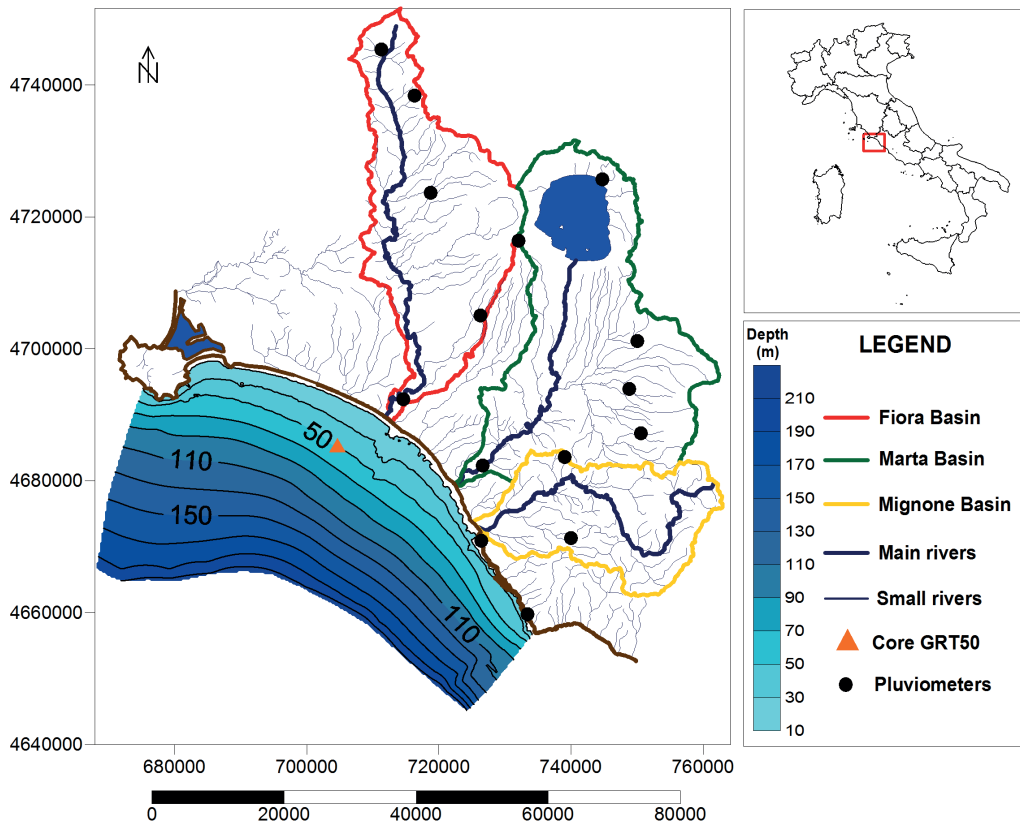 N
4740000
4720000
4700000
4680000
4660000
4640000
680000
700000
720000
740000
760000
0
20000
40000
60000
80000
50
110
150
110
Depth
(m)
210
190
170
150
130
110
90
70
50
30
10
LEGEND
Fiora Basin
Marta Basin
Mignone Basin
Main rivers
Small rivers
Core GRT50
Pluviometers